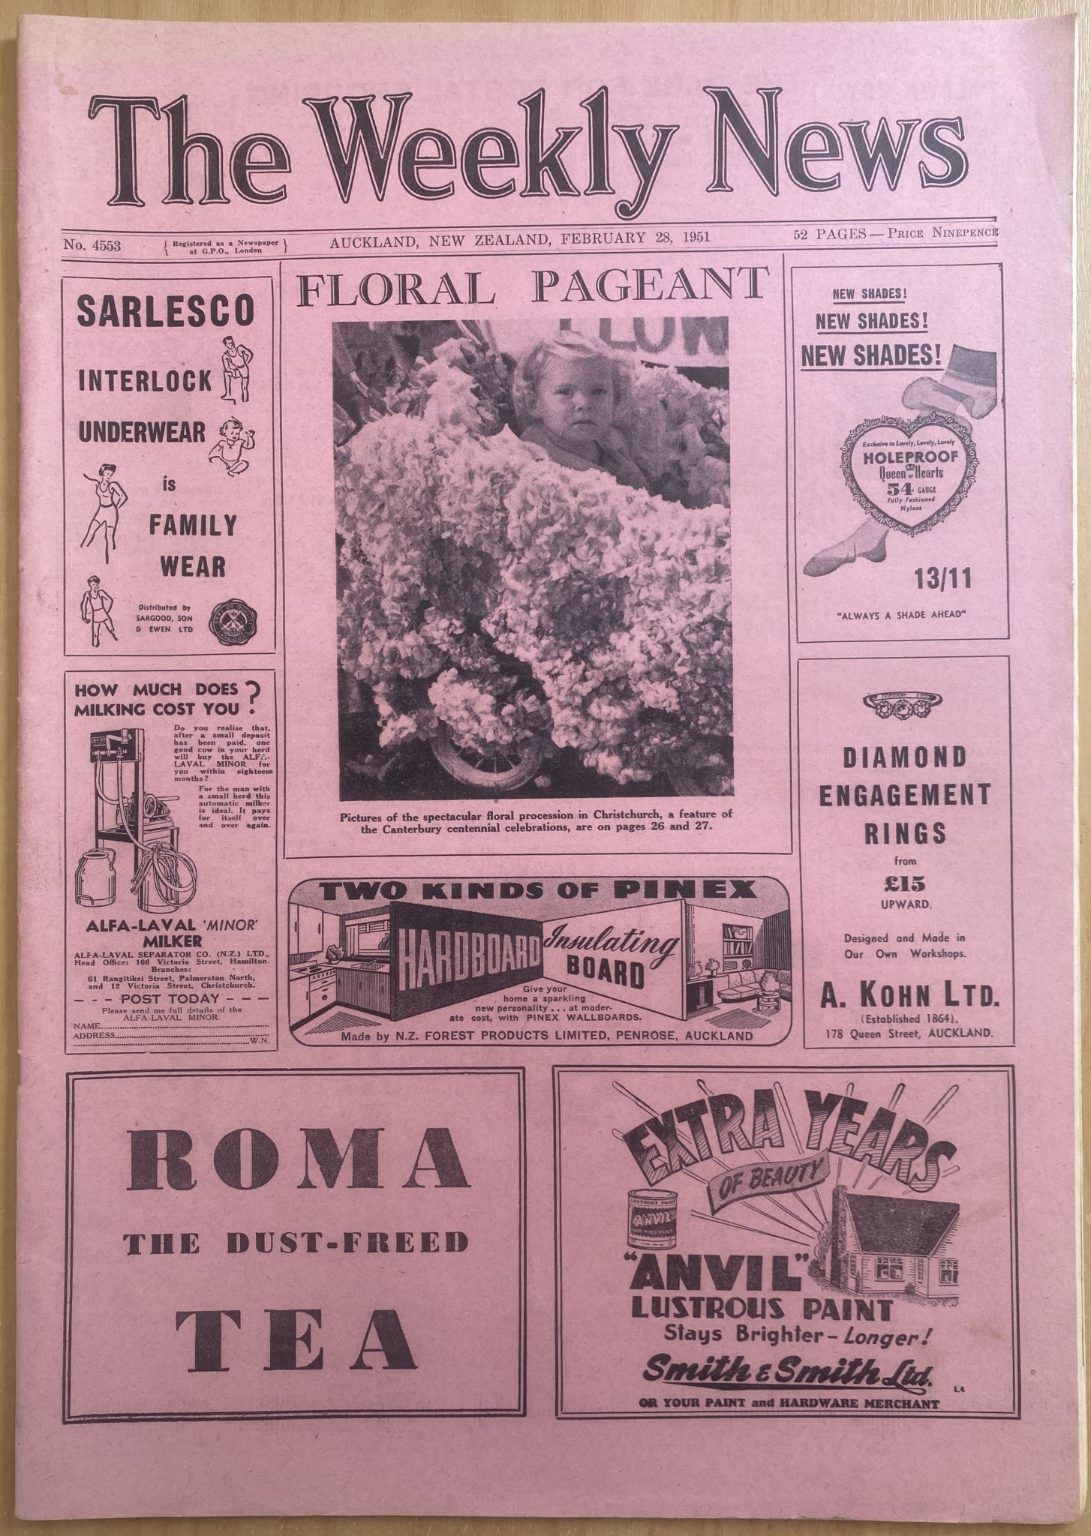 The Weekly News
No. 4553
Registered as a Newspaper
at G.P.O., London
AUCKLAND, NEW ZEALAND, FEBRUARY 28, 1951
52 PAGES — PRICE NINEPENCE
SARLESCO
INTERLOCK
UNDERWEAR
is
FAMILY
WEAR
Distributed by
SARGOOD, SON
& EWEN LTD
HOW MUCH DOES
MILKING COST YOU?
Do you realise that,
after a small deposit
has been paid, one
good cow in your herd
will buy the ALFA-
LAVAL MINOR for
you within eighteen
months?
For the man with
a small herd this
automatic milker
is ideal. It pays
for itself over
and over again.
ALFA-LAVAL 'MINOR'
MILKER
ALFA-LAVAL SEPARATOR CO. (N.Z.) LTD.,
Head Office: 166 Victoria Street, Hamilton.
Branches:
61 Rangitikei Street, Palmerston North,
and 12 Victoria Street, Christchurch.
- - - POST TODAY - - -
Please send me full details of the
ALFA-LAVAL MINOR.
NAME
ADDRESS
W.N.
FLORAL PAGEANT
FLOW
Pictures of the spectacular floral procession in Christchurch, a feature of
the Canterbury centennial celebrations, are on pages 26 and 27.
TWO KINDS OF PINEX
HARDBOARD
Insulating
BOARD
Give your
home a sparkling
new personality . . . at moder-
ate cost, with PINEX WALLBOARDS.
Made by N.Z. FOREST PRODUCTS LIMITED, PENROSE, AUCKLAND
NEW SHADES!
NEW SHADES!
NEW SHADES!
Exclusive to Lovely, Lovely, Lovely
HOLEPROOF
Queen of Hearts
54 GAUGE
Fully Fashioned
Nylons
13/11
"ALWAYS A SHADE AHEAD"
DIAMOND
ENGAGEMENT
RINGS
from
£15
UPWARD.
Designed and Made in
Our Own Workshops.
A. KOHN LTD.
(Established 1864).
178 Queen Street, AUCKLAND.
ROMA
THE DUST-FREED
TEA
EXTRA YEARS
OF BEAUTY
ANVIL
"ANVIL"
LUSTROUS PAINT
Stays Brighter - Longer!
Smith & Smith Ltd.
L4
OR YOUR PAINT and HARDWARE MERCHANT